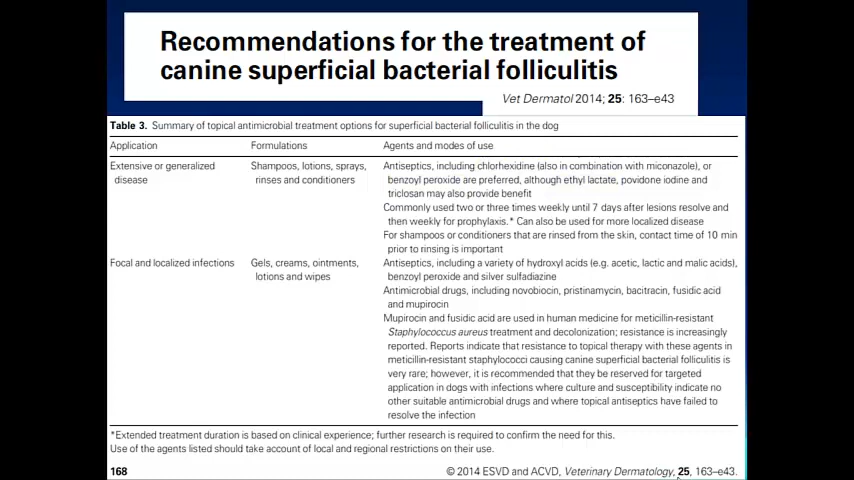 Recommendations for the treatment of
canine superficial bacterial folliculitis
Vet Dermatol 2014; 25: 163–e43
Table 3. Summary of topical antimicrobial treatment options for superficial bacterial folliculitis in the dog
Application Formulations Agents and modes of use
Extensive or generalized Shampoos, lotions, sprays, Antiseptics, including chlorhexidine (also in combination with miconazole), or
disease rinses and conditioners benzoyl peroxide are preferred, although ethyl lactate, povidone iodine and
triclosan may also provide benefit
Commonly used two or three times weekly until 7 days after lesions resolve and
then weekly for prophylaxis.* Can also be used for more localized disease
For shampoos or conditioners that are rinsed from the skin, contact time of 10 min
prior to rinsing is important
Focal and localized infections Gels, creams, ointments, Antiseptics, including a variety of hydroxyl acids (e.g. acetic, lactic and malic acids),
lotions and wipes benzoyl peroxide and silver sulfadiazine
Antimicrobial drugs, including novobiocin, pristinamycin, bacitracin, fusidic acid
and mupirocin
Mupirocin and fusidic acid are used in human medicine for meticillin-resistant
Staphylococcus aureus treatment and decolonization; resistance is increasingly
reported. Reports indicate that resistance to topical therapy with these agents in
meticillin-resistant staphylococci causing canine superficial bacterial folliculitis is
very rare; however, it is recommended that they be reserved for targeted
application in dogs with infections where culture and susceptibility indicate no
other suitable antimicrobial drugs and where topical antiseptics have failed to
resolve the infection
*Extended treatment duration is based on clinical experience; further research is required to confirm the need for this.
Use of the agents listed should take account of local and regional restrictions on their use.
168 © 2014 ESVD and ACVD, Veterinary Dermatology, 25, 163–e43.